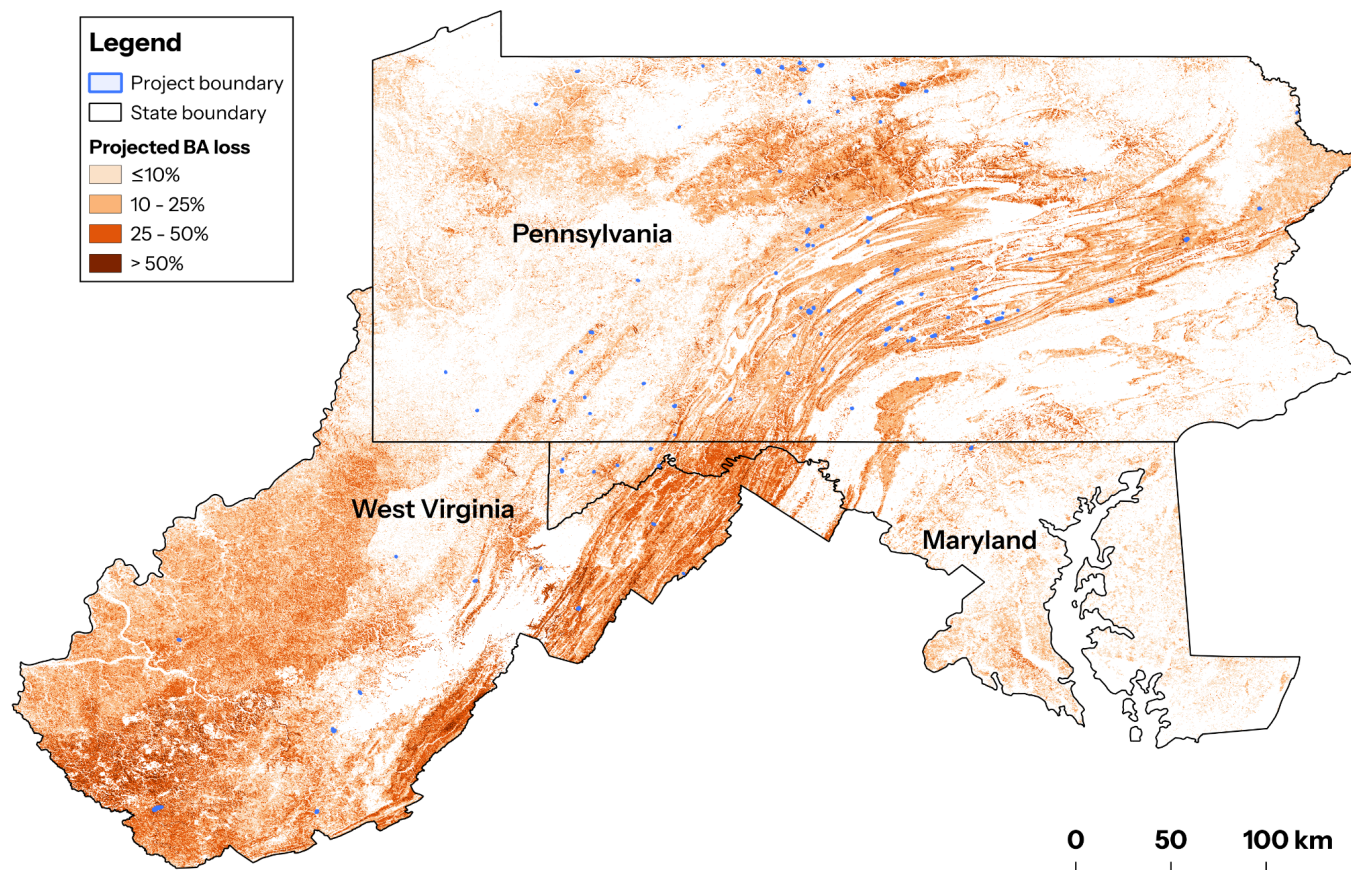 Legend
Project boundary
State boundary
Projected BA loss
≤10%
10 - 25%
25 - 50%
> 50%
Pennsylvania
West Virginia
Maryland
0 50 100 km